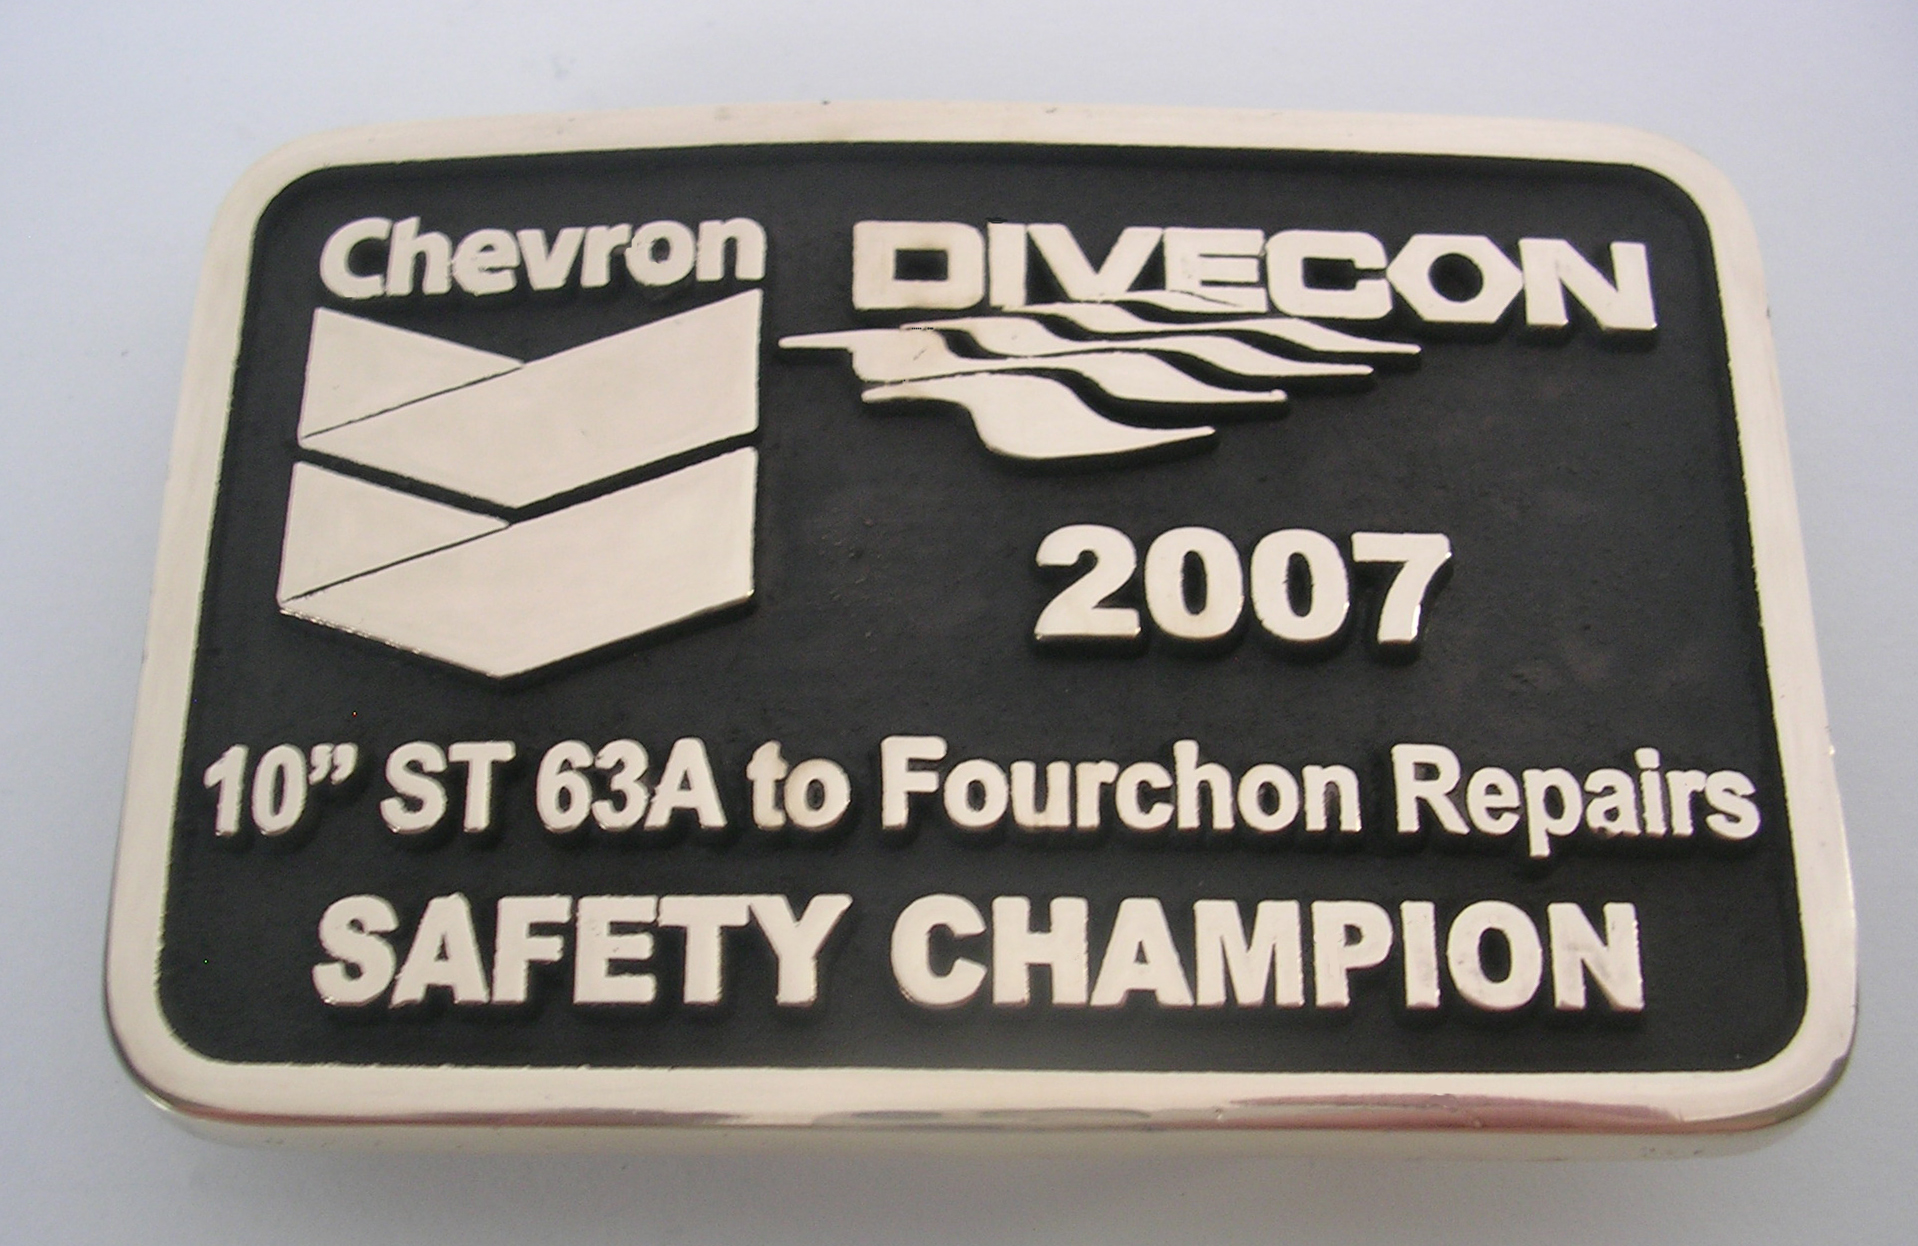 Chevron DIVECON
2007
10” ST 63A to Fourchon Repairs
SAFETY CHAMPION